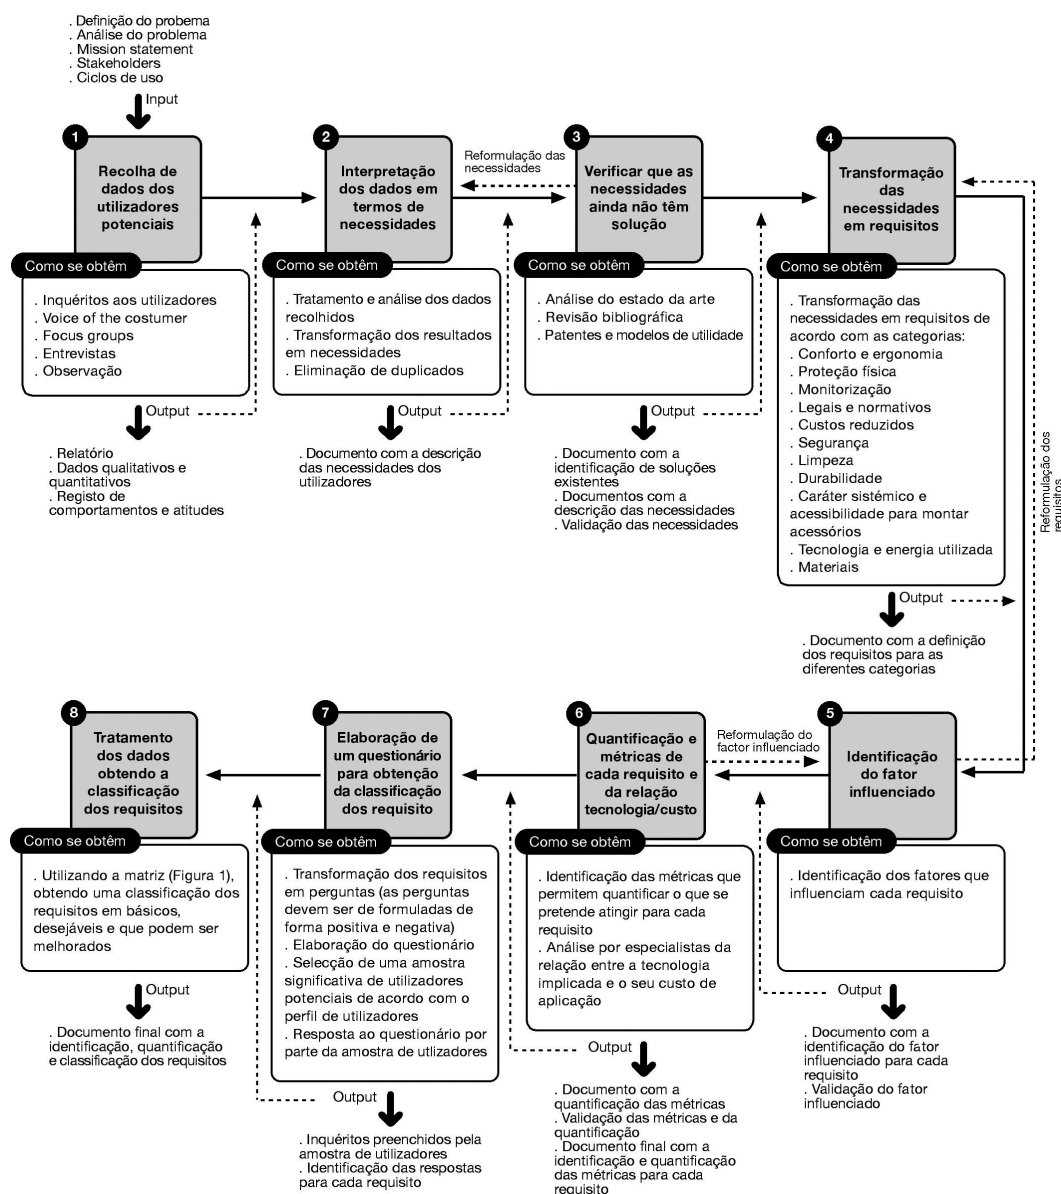 . Definição do probema
. Análise do problema
. Mission statement
. Stakeholders
. Ciclos de uso
Input
1
Recolha de
dados dos
utilizadores
potenciais
Como se obtêm
. Inquéritos aos utilizadores
. Voice of the costumer
. Focus groups
. Entrevistas
. Observação
Output
. Relatório
. Dados qualitativos e
quantitativos
. Registo de
comportamentos e atitudes
2
Interpretação
dos dados em
termos de
necessidades
Como se obtêm
. Tratamento e análise dos dados
recolhidos
. Transformação dos resultados
em necessidades
. Eliminação de duplicados
Output
. Documento com a descrição
das necessidades dos
utilizadores
Reformulação das
necessidades
3
Verificar que as
necessidades
ainda não têm
solução
Como se obtêm
. Análise do estado da arte
. Revisão bibliográfica
. Patentes e modelos de utilidade
Output
. Documento com a
identificação de soluções
existentes
. Documentos com a
descrição das necessidades
. Validação das necessidades
4
Transformação
das
necessidades
em requisitos
Como se obtêm
. Transformação das
necessidades em requisitos de
acordo com as categorias:
. Conforto e ergonomia
. Proteção física
. Monitorização
. Legais e normativos
. Custos reduzidos
. Segurança
. Limpeza
. Durabilidade
. Caráter sistémico e
acessibilidade para montar
acessórios
. Tecnologia e energia utilizada
. Materiais
Output
. Documento com a definição
dos requisitos para as
diferentes categorias
Reformulação dos
requisitos
5
Identificação
do fator
influenciado
Como se obtêm
. Identificação dos fatores que
influenciam cada requisito
Output
. Documento com a
identificação do fator
influenciado para cada
requisito
. Validação do fator
influenciado
Reformulação do
factor influenciado
6
Quantificação e
métricas de
cada requisito e
da relação
tecnologia/custo
Como se obtêm
. Identificação das métricas que
permitem quantificar o que se
pretende atingir para cada
requisito
. Análise por especialistas da
relação entre a tecnologia
implicada e o seu custo de
aplicação
Output
. Documento com a
quantificação das métricas
. Validação das métricas e da
quantificação
. Documento final com a
identificação e quantificação
das métricas para cada
requisito
7
Elaboração de
de um questionário
para obtenção
da classificação
dos requisito
Como se obtêm
. Transformação dos requisitos
em perguntas (as perguntas
devem ser de formuladas de
forma positiva e negativa)
. Elaboração do questionário
. Selecção de uma amostra
significativa de utilizadores
potenciais de acordo com o
perfil de utilizadores
. Resposta ao questionário por
parte da amostra de utlizadores
Output
. Inquéritos preenchidos pela
amostra de utilizadores
. Identificação das respostas
para cada requisito
8
Tratamento
dos dados
obtendo a
classificação
dos requisitos
Como se obtêm
. Utilizando a matriz (Figura 1),
obtendo uma classificação dos
requisitos em básicos,
desejáveis e que podem ser
melhorados
Output
. Documento final com a
identificação, quantificação
e classificação dos requisitos